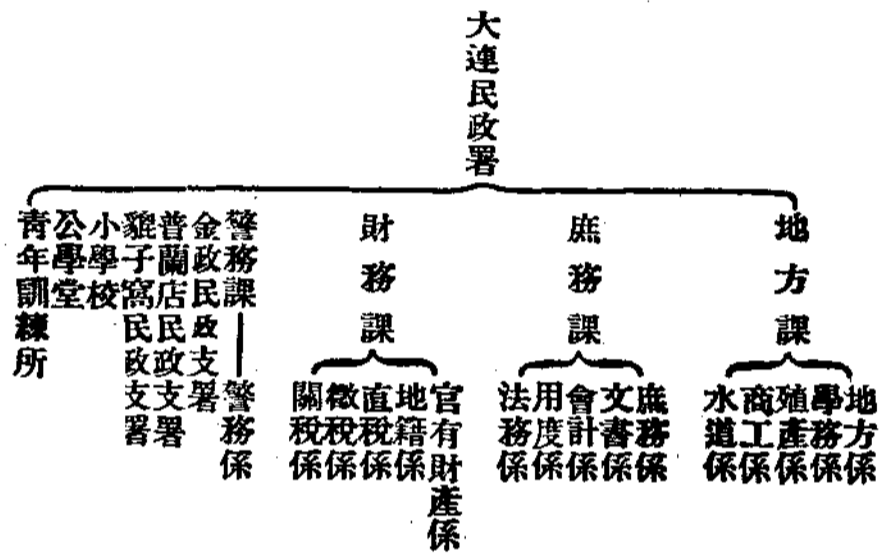 大連民政署
地方課
地方係
學務係
殖產係
商工係
水道係
庶務課
庶務係
文書係
會計係
用度係
法務係
財務課
官有財產係
地籍係
直稅係
徵稅係
關稅係
警務課
警務係
金政民政支署
普蘭店民政支署
貔子窩民政支署
小學校
公學堂
青年訓練所